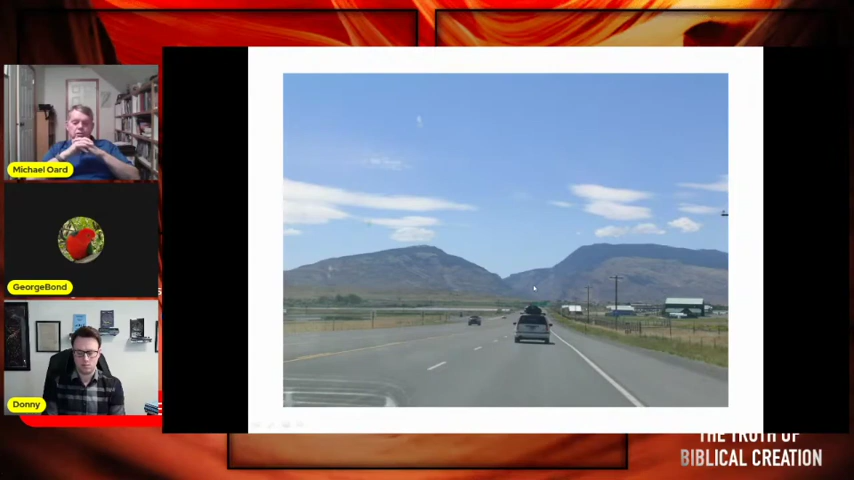 Michael Oard
GeorgeBond
Donny
THE TRUTH OF
BIBLICAL CREATION